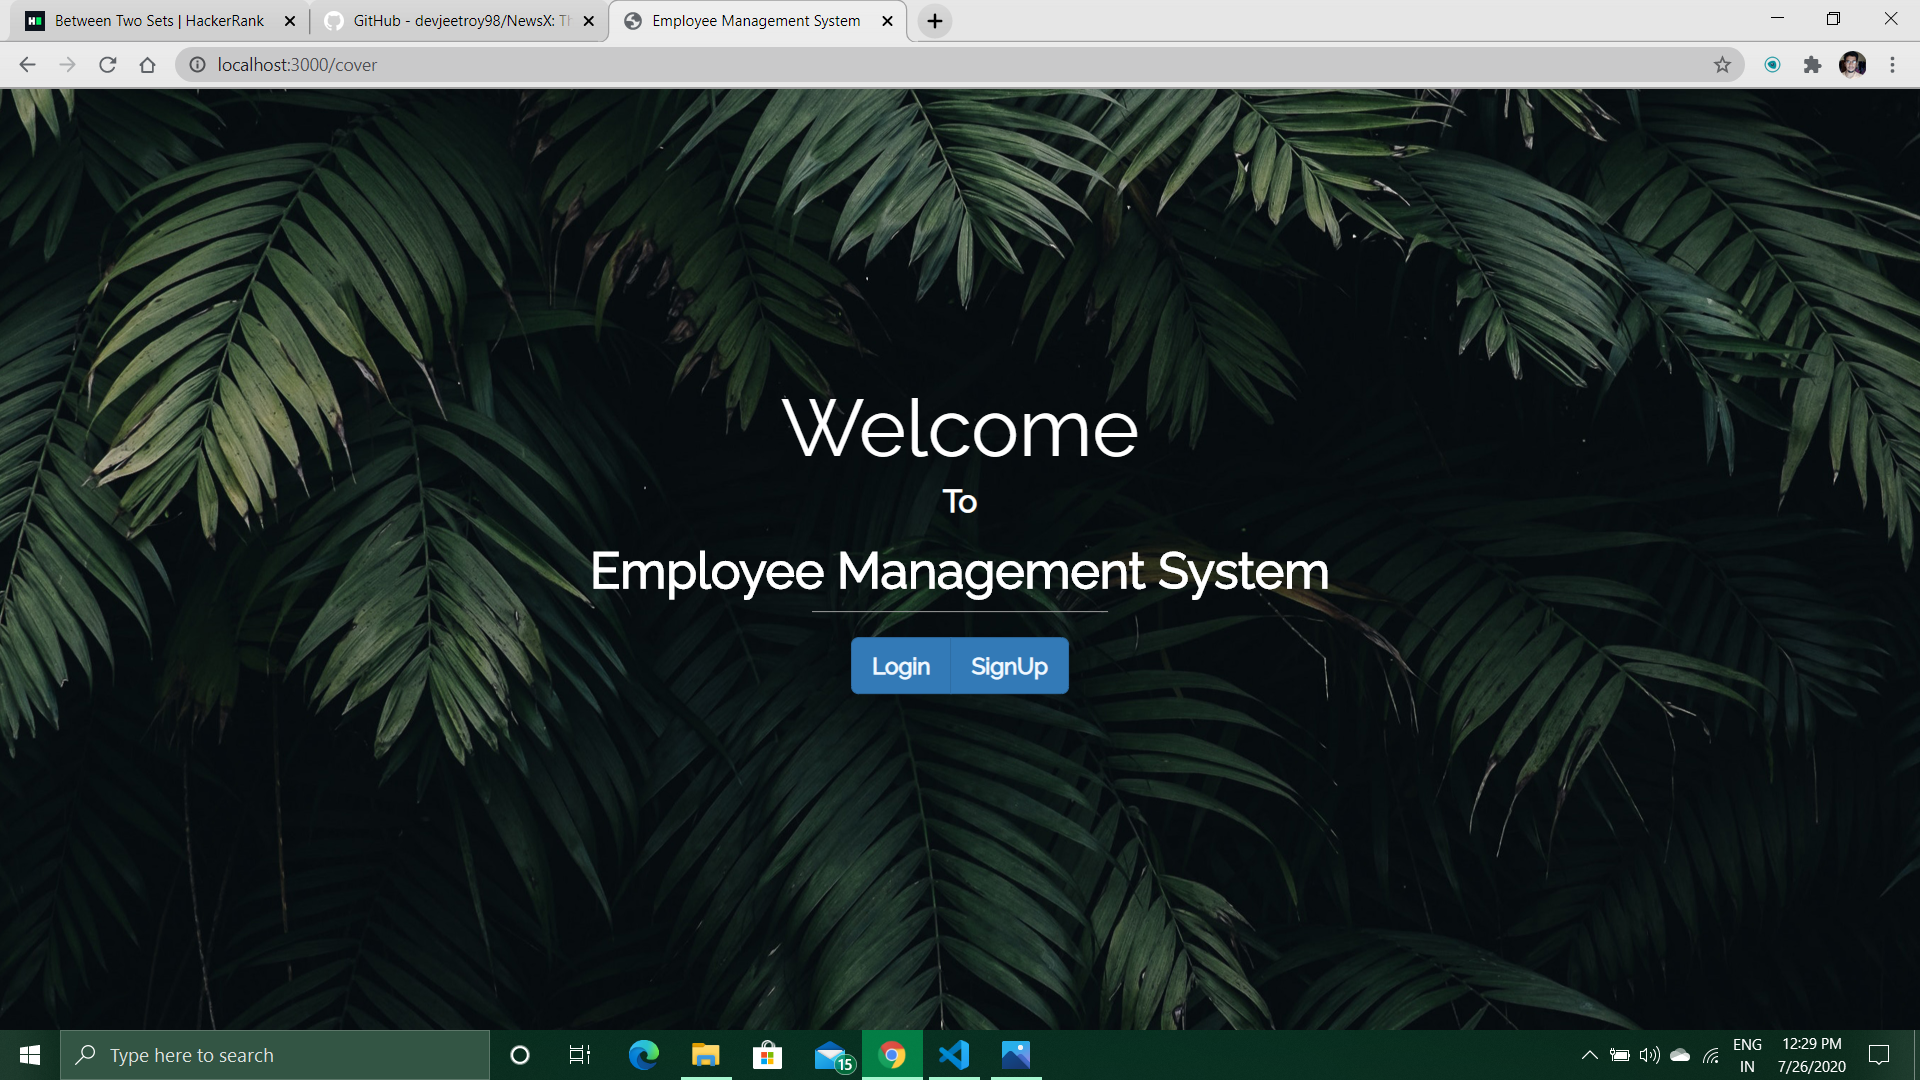 Between Two Sets | HackerRank
GitHub - devjeetroy98/NewsX: Th
Employee Management System
localhost:3000/cover
Welcome
To
Employee Management System
Login SignUp
Type here to search
15
ENG
IN
12:29 PM
7/26/2020